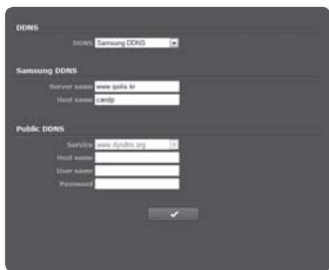 DDNS
DDNS Samsung DDNS
Samsung DDNS
Server name www.ipolis.kr
Host name
Public DDNS
Service www.dyndns.org
Host name
User name
Password